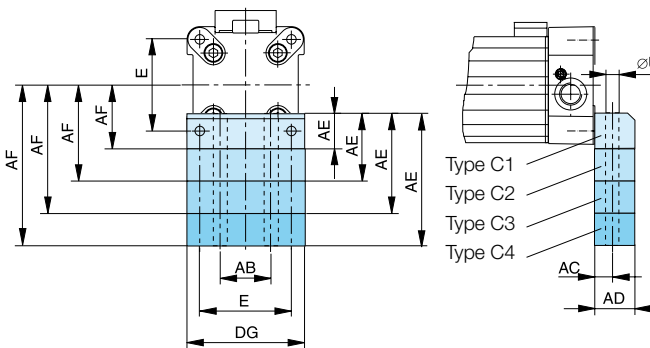 E
AF
AF
AF
AF
AE
AE
AE
AE
AB
E
DG
Type C1
Type C2
Type C3
Type C4
AC
AD